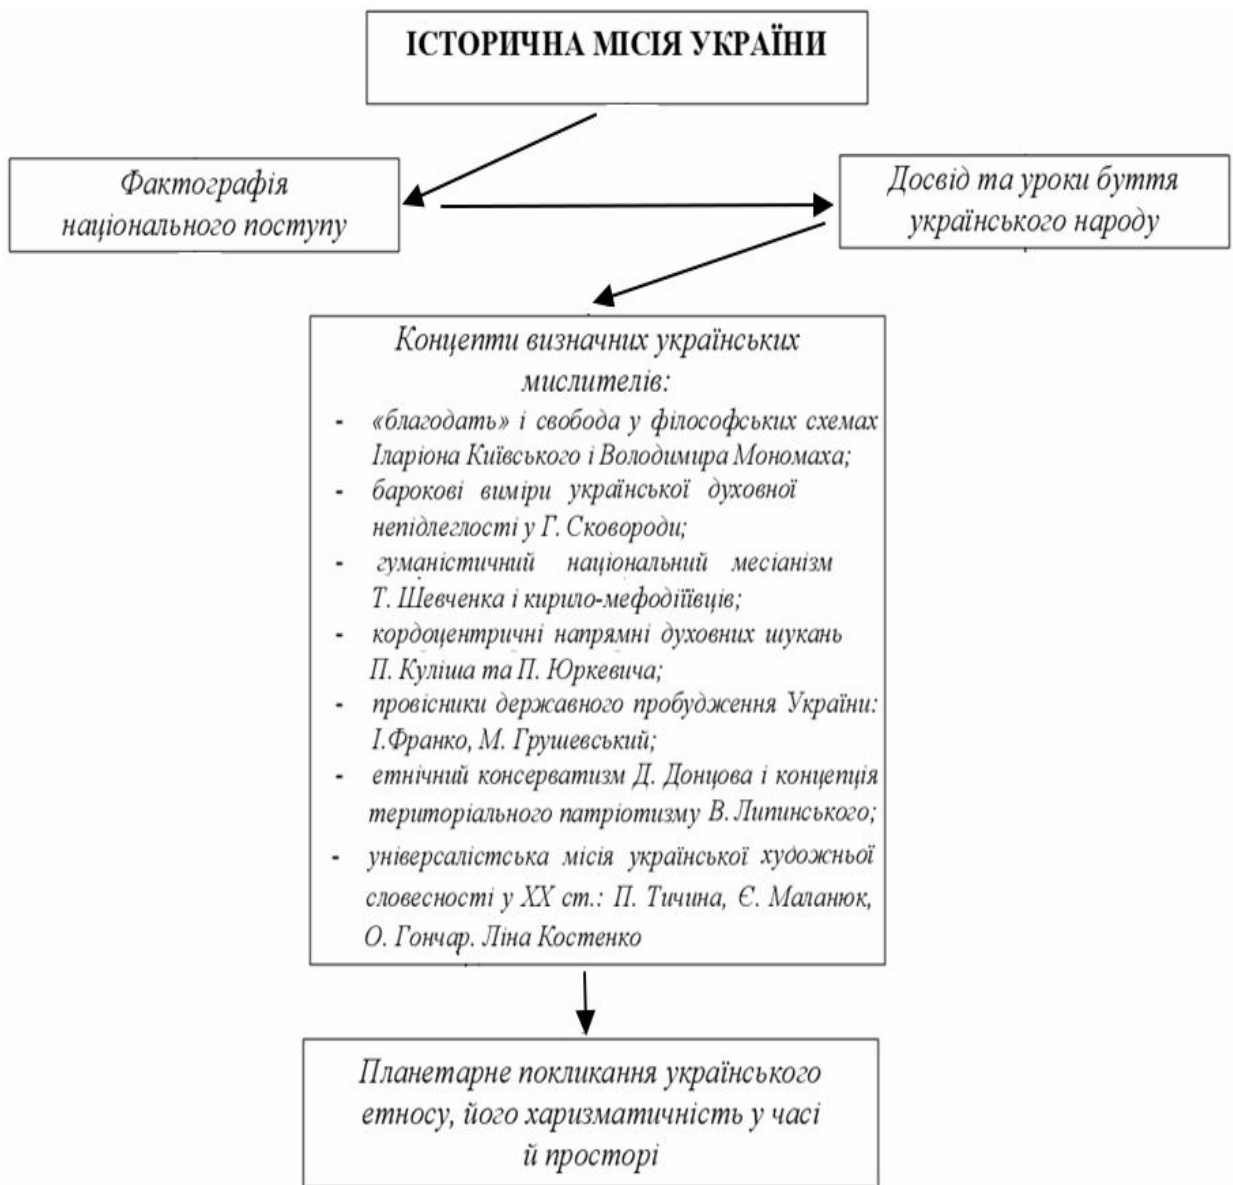 ІСТОРИЧНА МІСІЯ УКРАЇНИ
Фактографія
національного поступу
Досвід та уроки буття
українського народу
Концепти визначних українських
мислителів:
- «благодать» і свобода у філософських схемах
Іларіона Київського і Володимира Мономаха;
- барокові виміри української духовної
непідлеглості у Г. Сковороди;
- гуманістичний національний месіанізм
Т. Шевченка і кирило-мефодіїївців;
- кордоцентричні напрямні духовних шукань
П. Куліша та П. Юркевича;
- провісники державного пробудження України:
І.Франко, М. Грушевський;
- етнічний консерватизм Д. Донцова і концепція
територіального патріотизму В. Липинського;
- універсалістська місія української художньої
словесності у ХХ ст.: П. Тичина, Є. Маланюк,
О. Гончар. Ліна Костенко
Планетарне покликання українського
етносу, його харизматичність у часі
й просторі